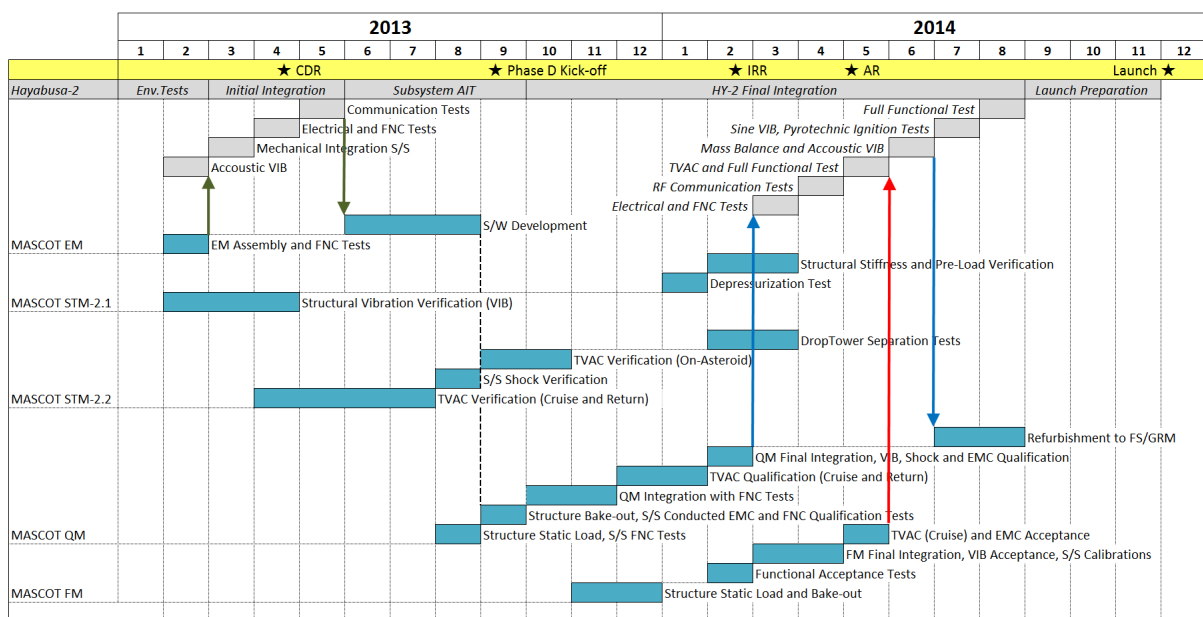 2013 2014
1 2 3 4 5 6 7 8 9 10 11 12 1 2 3 4 5 6 7 8 9 10 11 12
★ CDR ★ Phase D Kick-off ★ IRR ★ AR Launch ★
Hayabusa-2 Env.Tests Initial Integration Subsystem AIT HY-2 Final Integration Launch Preparation
Communication Tests Full Functional Test
Electrical and FNC Tests Sine VIB, Pyrotechnic Ignition Tests
Mechanical Integration S/S Mass Balance and Accoustic VIB
Accoustic VIB TVAC and Full Functional Test
RF Communication Tests
Electrical and FNC Tests
S/W Development
MASCOT EM EM Assembly and FNC Tests
Structural Stiffness and Pre-Load Verification
Depressurization Test
MASCOT STM-2.1 Structural Vibration Verification (VIB)
DropTower Separation Tests
TVAC Verification (On-Asteroid)
S/S Shock Verification
MASCOT STM-2.2 TVAC Verification (Cruise and Return)
Refurbishment to FS/GRM
QM Final Integration, VIB, Shock and EMC Qualification
TVAC Qualification (Cruise and Return)
QM Integration with FNC Tests
Structure Bake-out, S/S Conducted EMC and FNC Qualification Tests
MASCOT QM Structure Static Load, S/S FNC Tests TVAC (Cruise) and EMC Acceptance
FM Final Integration, VIB Acceptance, S/S Calibrations
Functional Acceptance Tests
MASCOT FM Structure Static Load and Bake-out